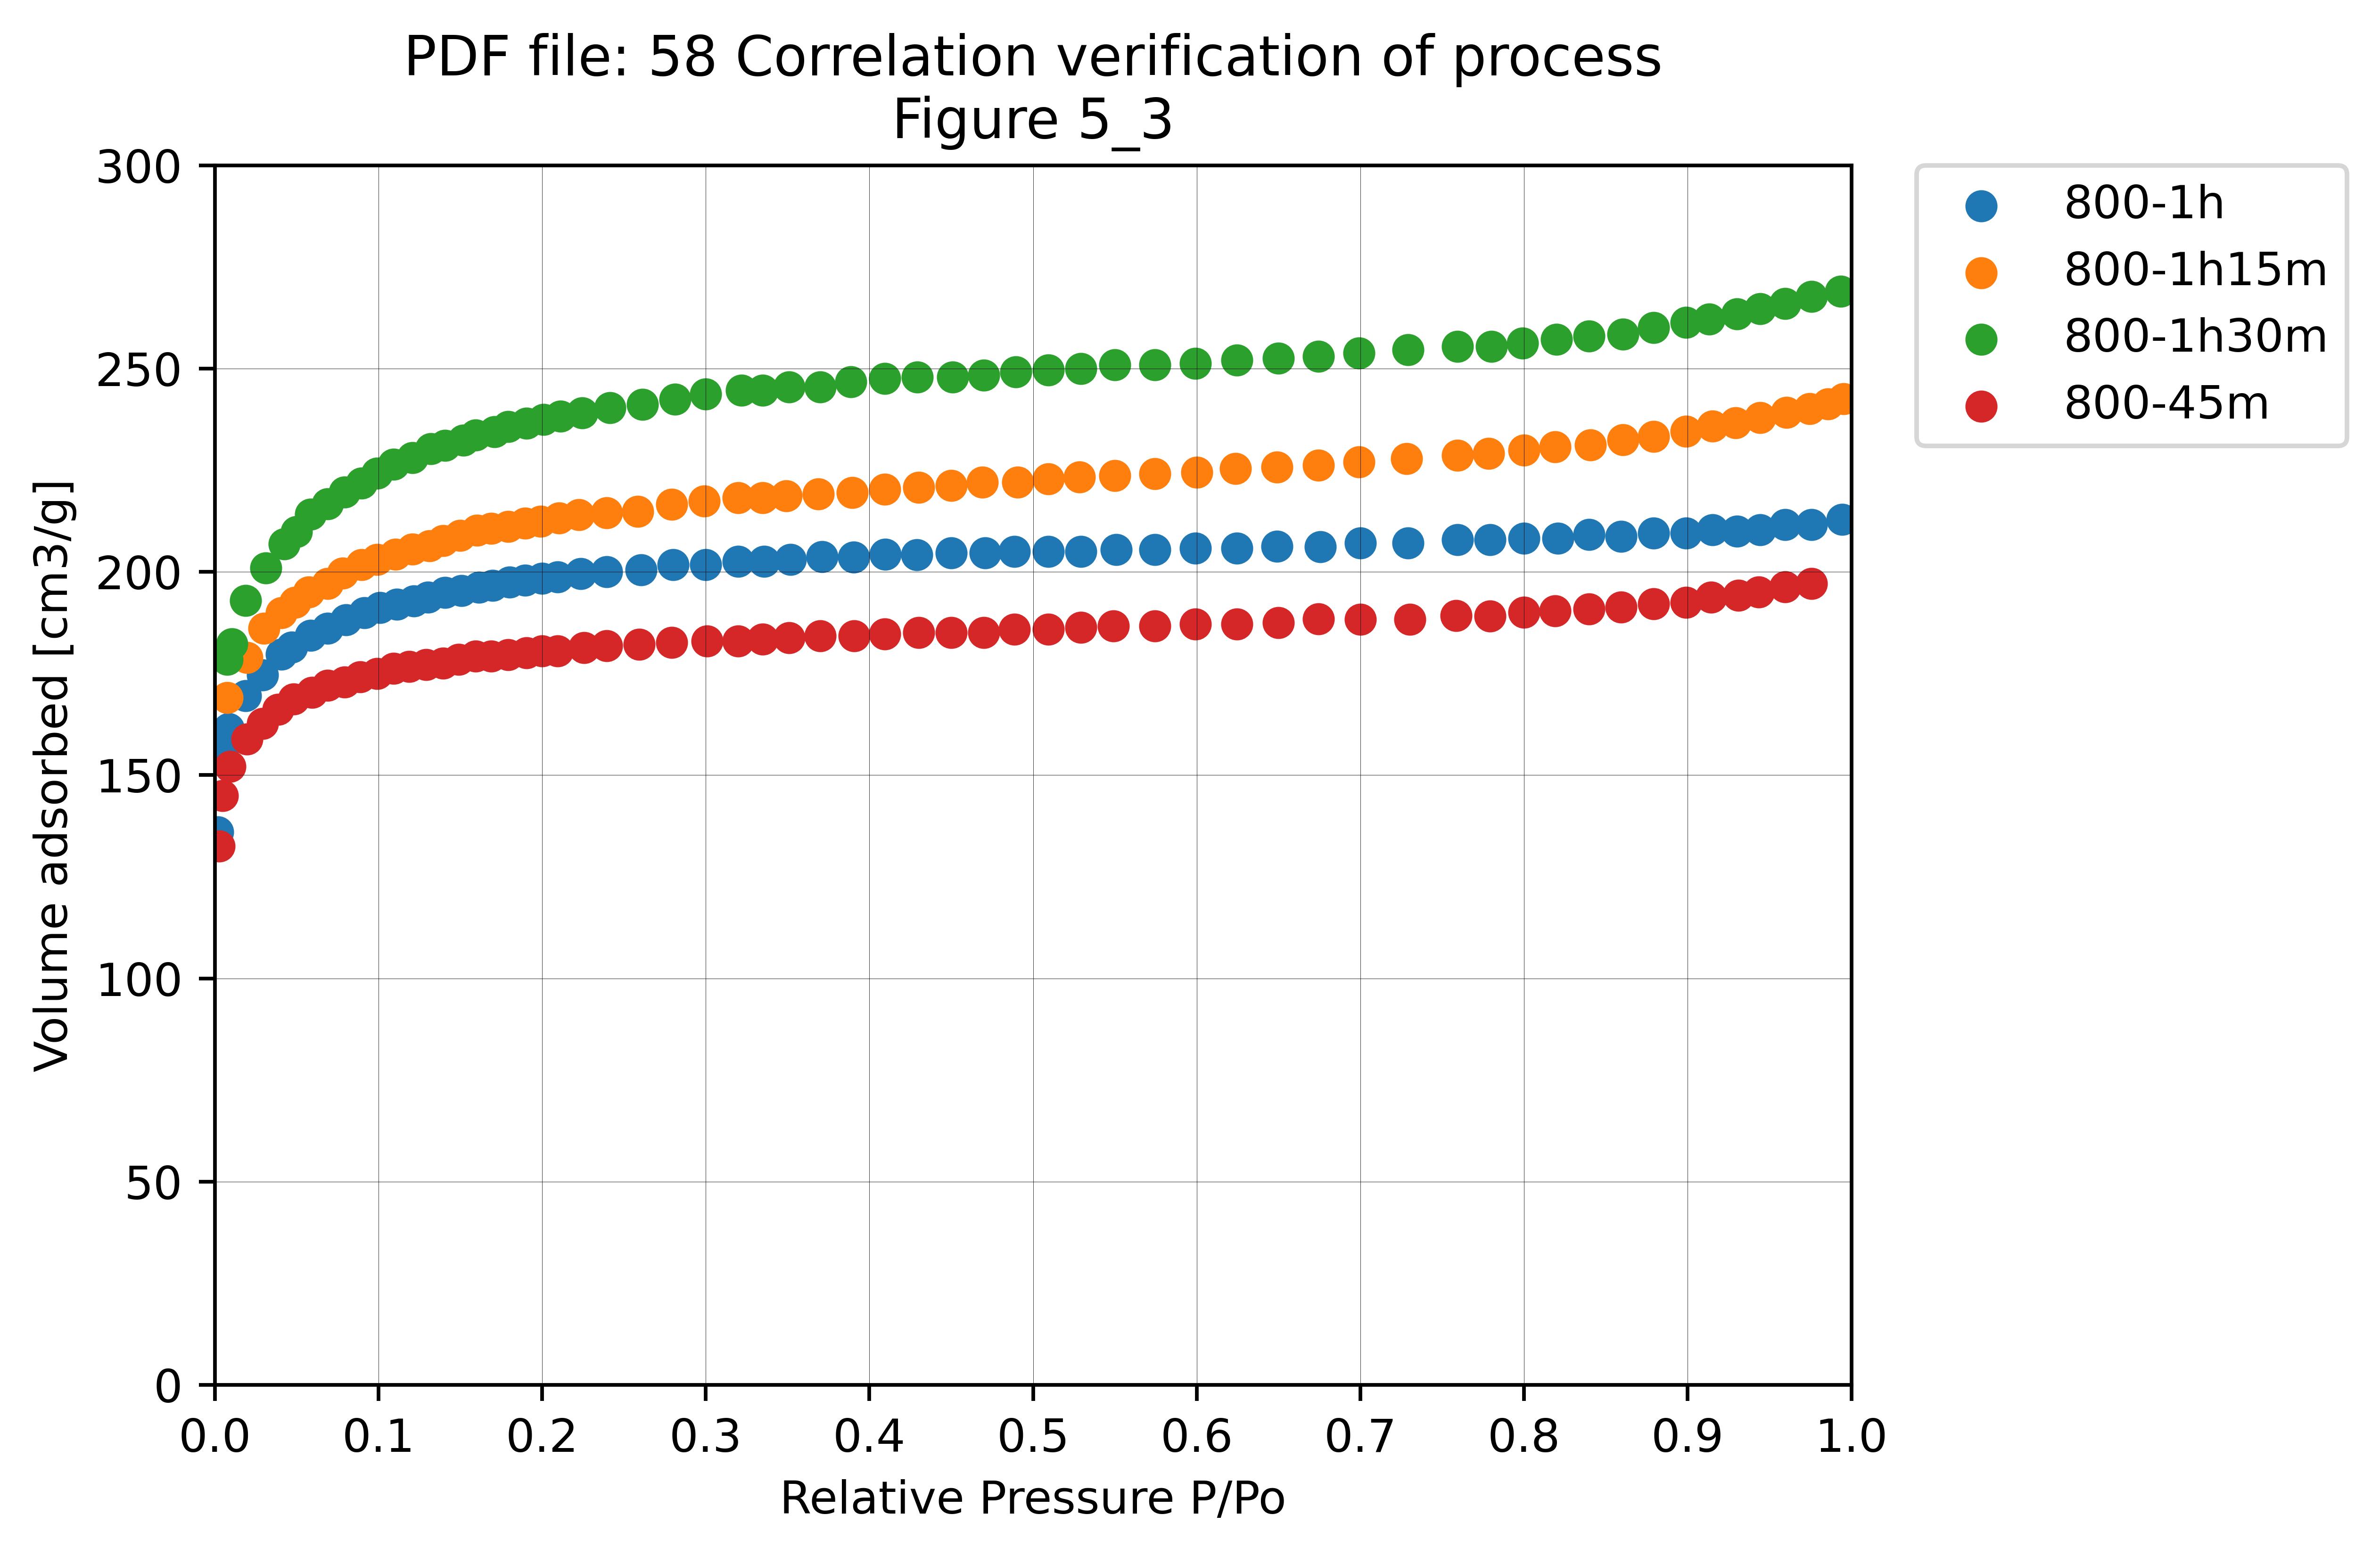 PDF file: 58 Correlation verification of process
Figure 5_3
300
250
200
150
100
50
0
Volume adsorbed [cm3/g]
0.0 0.1 0.2 0.3 0.4 0.5 0.6 0.7 0.8 0.9 1.0
Relative Pressure P/Po
800-1h
800-1h15m
800-1h30m
800-45m